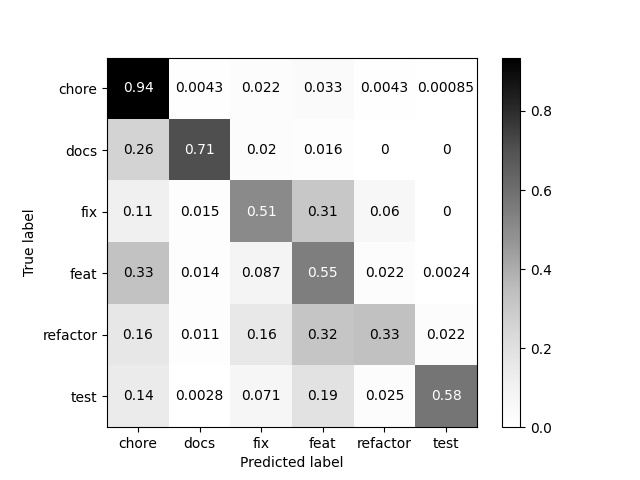 chore 0.94 0.0043 0.022 0.033 0.0043 0.00085
docs 0.26 0.71 0.02 0.016 0 0
fix 0.11 0.015 0.51 0.31 0.06 0
feat 0.33 0.014 0.087 0.55 0.022 0.0024
refactor 0.16 0.011 0.16 0.32 0.33 0.022
test 0.14 0.0028 0.071 0.19 0.025 0.58
chore docs fix feat refactor test
Predicted label
True label
0.8
0.6
0.4
0.2
0.0